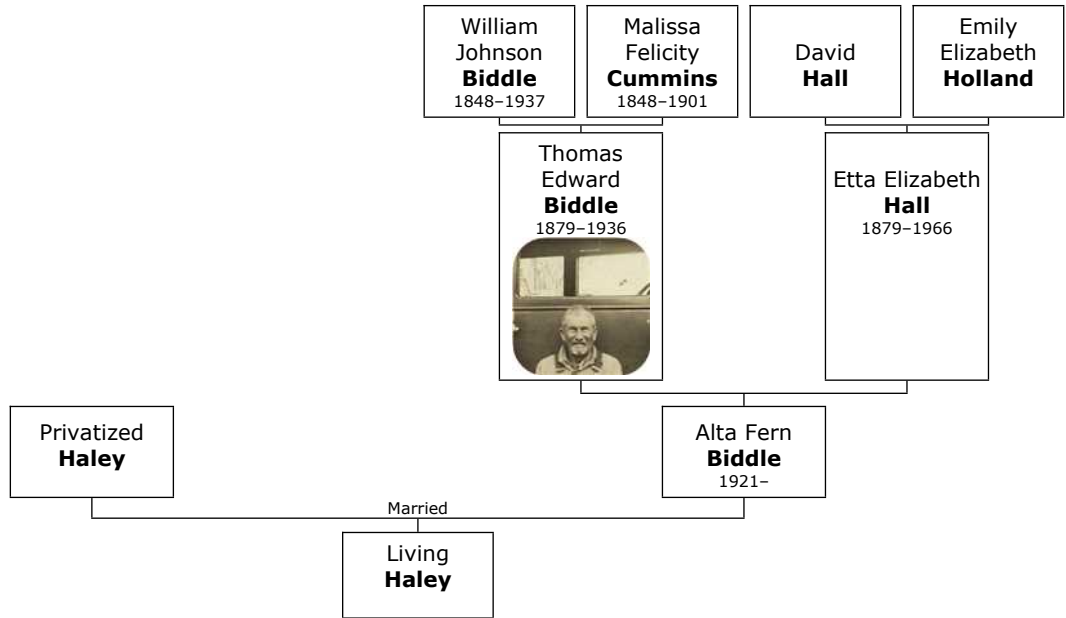 William
Johnson
Biddle
1848–1937
Malissa
Felicity
Cummins
1848–1901
David
Hall
Emily
Elizabeth
Holland
Thomas
Edward
Biddle
1879–1936
Etta Elizabeth
Hall
1879–1966
Privatized
Haley
Alta Fern
Biddle
1921–
Married
Living
Haley